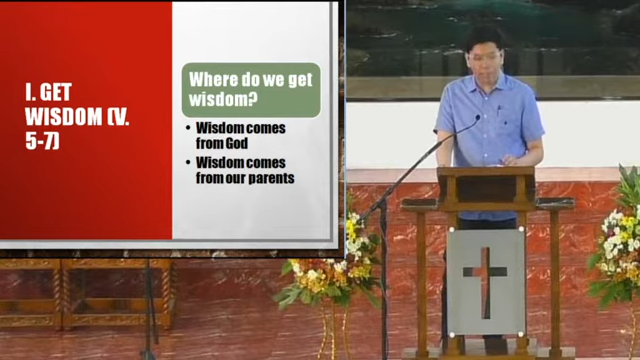 I. GET
WISDOM (V.
5-7)
Where do we get
wisdom?
• Wisdom comes
from God
• Wisdom comes
from our parents